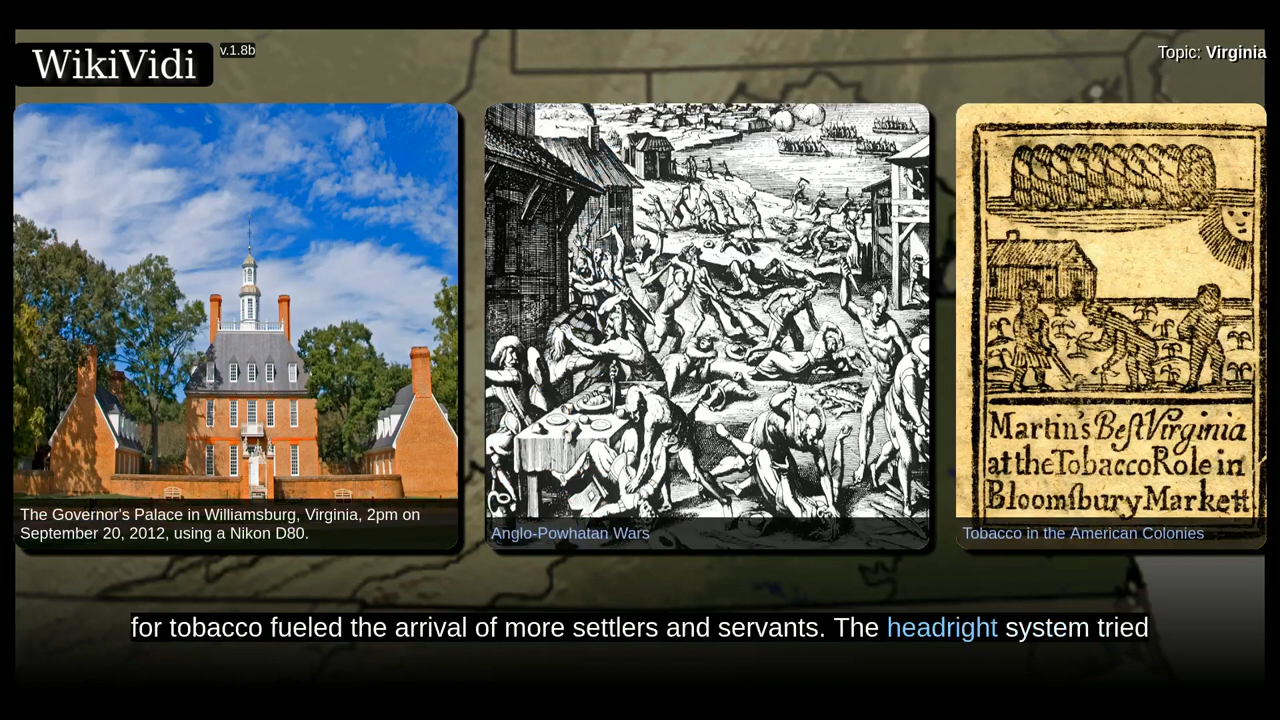 WikiVidi
v.1.8b
Topic: Virginia
The Governor's Palace in Williamsburg, Virginia, 2pm on
September 20, 2012, using a Nikon D80.
Anglo-Powhatan Wars
Martin's Beſt Virginia
at the Tobacco Role in
Bloomſbury Markett
Tobacco in the American Colonies
for tobacco fueled the arrival of more settlers and servants. The headright system tried